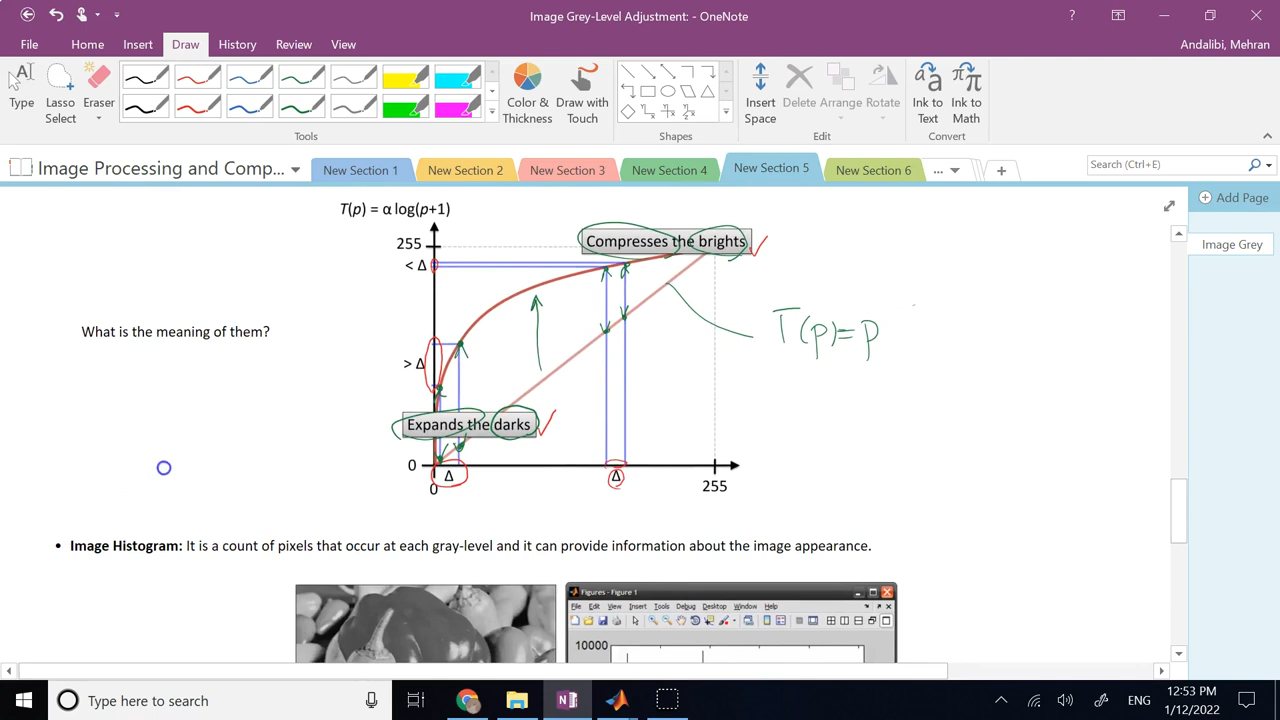 Image Grey-Level Adjustment: - OneNote
Andalibi, Mehran
File Home Insert Draw History Review View
Type
Lasso Select
Eraser
Color & Thickness
Draw with Touch
Insert Space
Delete
Arrange
Rotate
Ink to Text
Ink to Math
Tools
Shapes
Edit
Convert
Image Processing and Comp...
New Section 1
New Section 2
New Section 3
New Section 4
New Section 5
New Section 6
...
Search (Ctrl+E)
Add Page
Image Grey
T(p) = α log(p+1)
255
Compresses the brights
< Δ
What is the meaning of them?
T(p)=p
> Δ
Expands the darks
0
Δ
Δ
0
255
• Image Histogram: It is a count of pixels that occur at each gray-level and it can provide information about the image appearance.
Figures - Figure 1
File Edit View Insert Tools Debug Desktop Window Help
10000
Type here to search
ENG
12:53 PM
1/12/2022